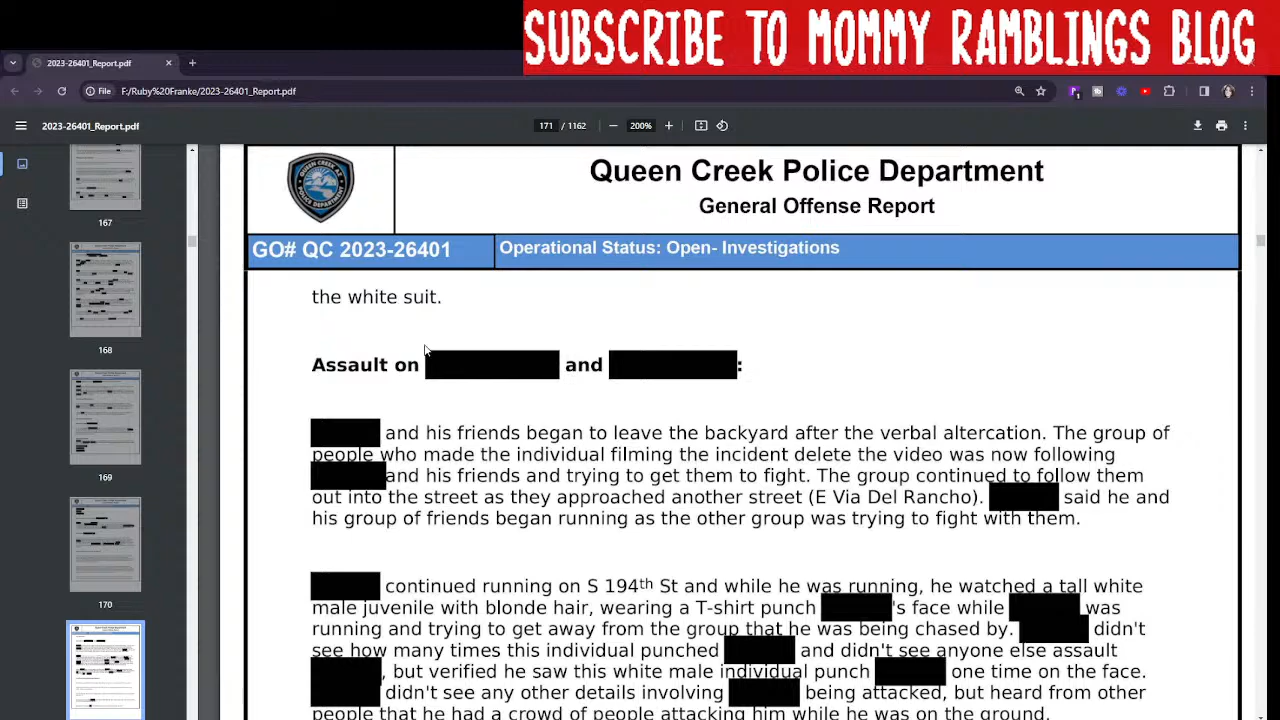 SUBSCRIBE TO MOMMY RAMBLINGS BLOG
2023-26401_Report.pdf
File F:/Ruby%20Franke/2023-26401_Report.pdf
2023-26401_Report.pdf 171 / 1162 200%
Queen Creek Police Department
General Offense Report
GO# QC 2023-26401 Operational Status: Open- Investigations
the white suit.
Assault on and :
and his friends began to leave the backyard after the verbal altercation. The group of
people who made the individual filming the incident delete the video was now following
and his friends and trying to get them to fight. The group continued to follow them
out into the street as they approached another street (E Via Del Rancho). said he and
his group of friends began running as the other group was trying to fight with them.
continued running on S 194th St and while he was running, he watched a tall white
male juvenile with blonde hair, wearing a T-shirt punch 's face while was
running and trying to get away from the group that he was being chased by. didn't
see how many times this individual punched and didn't see anyone else assault
, but verified he saw this white male individual punch one time on the face.
didn't see any other details involving being attacked, but heard from other
people that he had a crowd of people attacking him while he was on the ground.
167
168
169
170